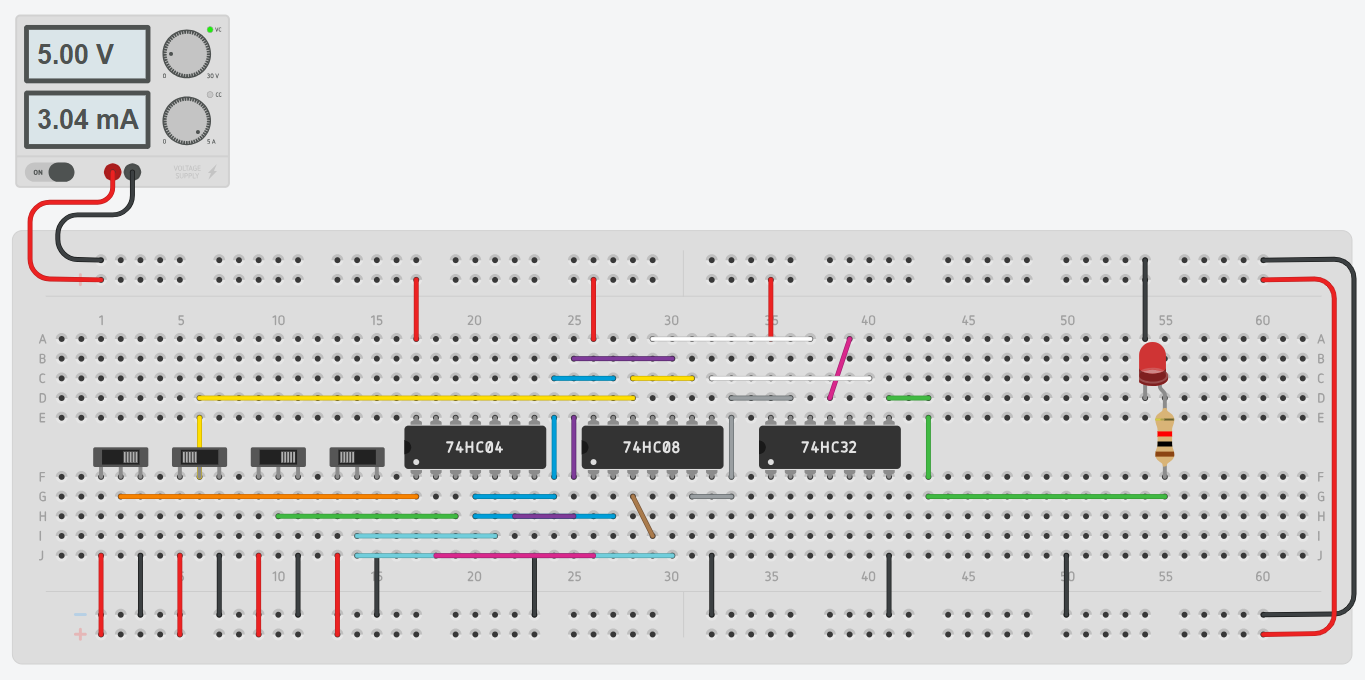 5.00 V
VC
0 30 V
3.04 mA
CC
0 5 A
ON
VOLTAGE
SUPPLY
1 5 10 15 20 25 30 35 40 45 50 55 60
A A
B B
C C
D D
E E
74HC04 74HC08 74HC32
F F
G G
H H
I I
J J
5 10 15 20 25 30 35 40 45 50 55 60
−
+